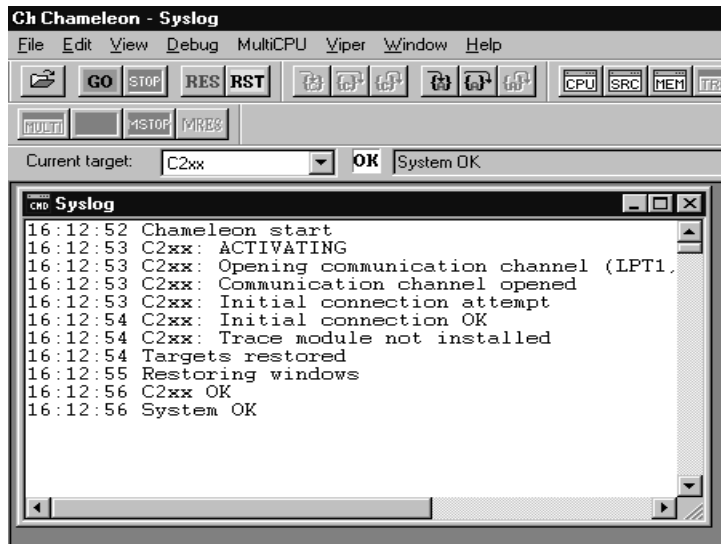 Ch Chameleon - Syslog
File Edit View Debug MultiCPU Viper Window Help
GO STOP RES RST {A} CPU SRC MEM TR
MULTI MSTOP MRES
Current target: C2xx OK System OK
CMD Syslog
16:12:52 Chameleon start
16:12:53 C2xx: ACTIVATING
16:12:53 C2xx: Opening communication channel (LPT1,
16:12:53 C2xx: Communication channel opened
16:12:53 C2xx: Initial connection attempt
16:12:54 C2xx: Initial connection OK
16:12:54 C2xx: Trace module not installed
16:12:54 Targets restored
16:12:55 Restoring windows
16:12:56 C2xx OK
16:12:56 System OK